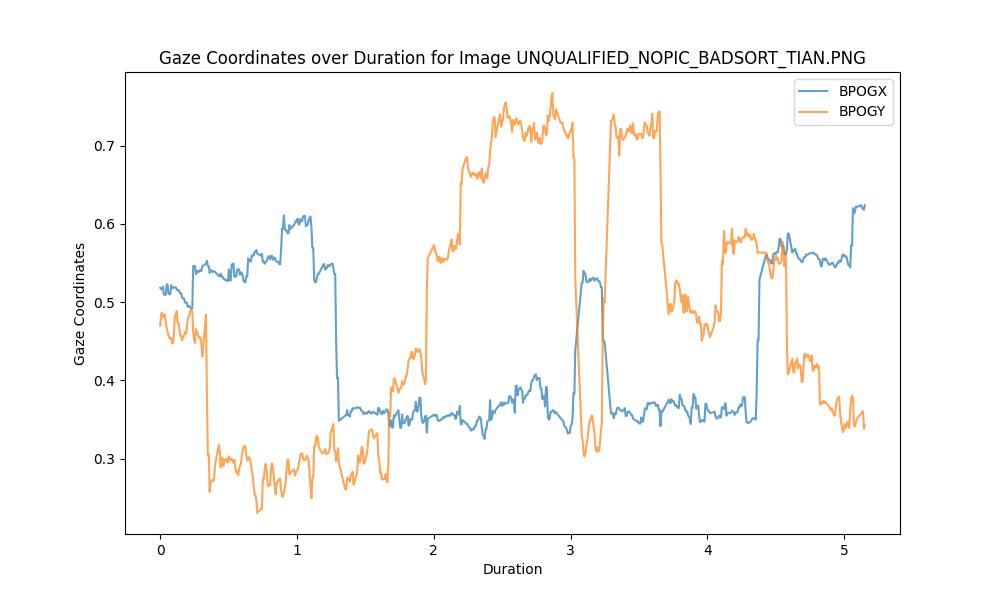 Gaze Coordinates over Duration for Image UNQUALIFIED_NOPIC_BADSORT_TIAN.PNG
BPOGX
BPOGY
0.7
0.6
0.5
0.4
0.3
Gaze Coordinates
0
1
2
3
4
5
Duration